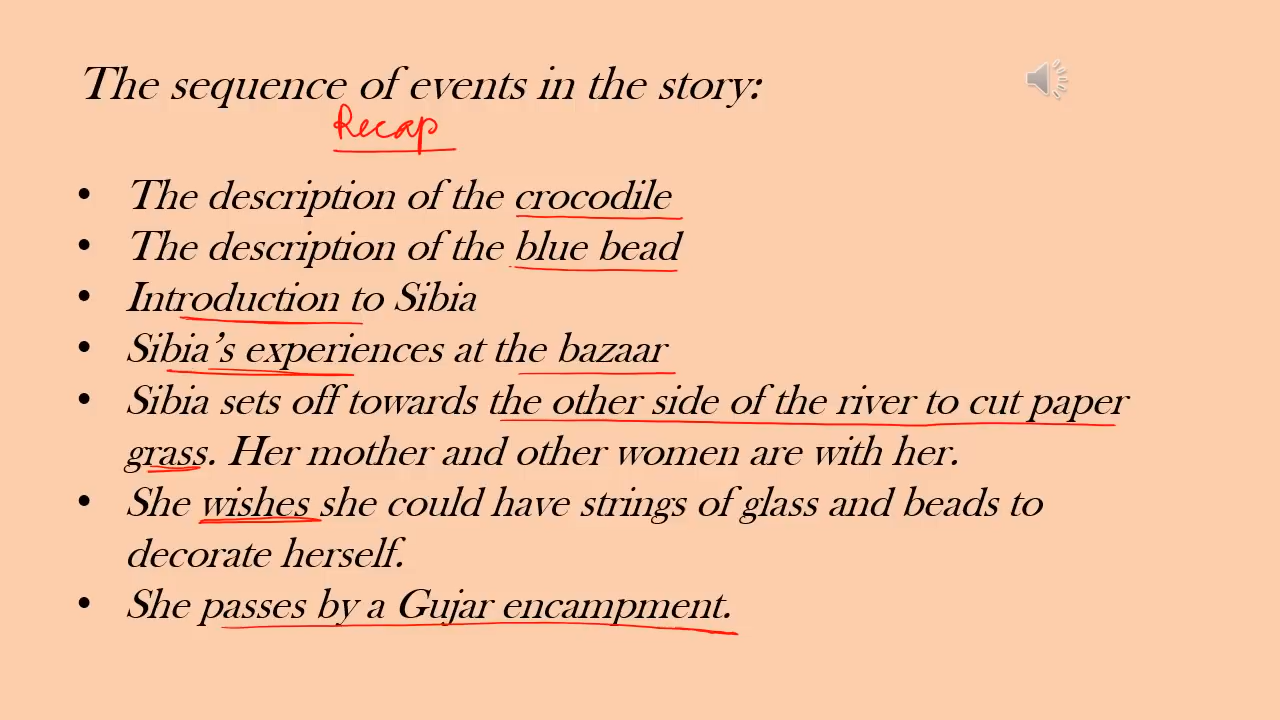 The sequence of events in the story:
Recap
• The description of the crocodile
• The description of the blue bead
• Introduction to Sibia
• Sibia's experiences at the bazaar
• Sibia sets off towards the other side of the river to cut paper
grass. Her mother and other women are with her.
• She wishes she could have strings of glass and beads to
decorate herself.
• She passes by a Gujar encampment.